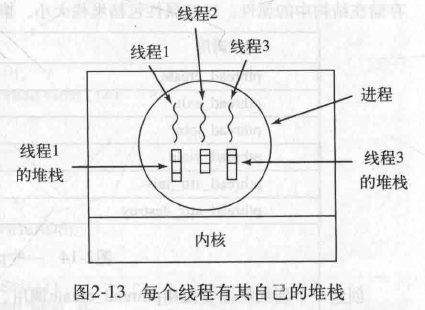 线程2
线程1
线程3
进程
线程1
的堆栈
线程3
的堆栈
内核
图2-13 每个线程有其自己的堆栈